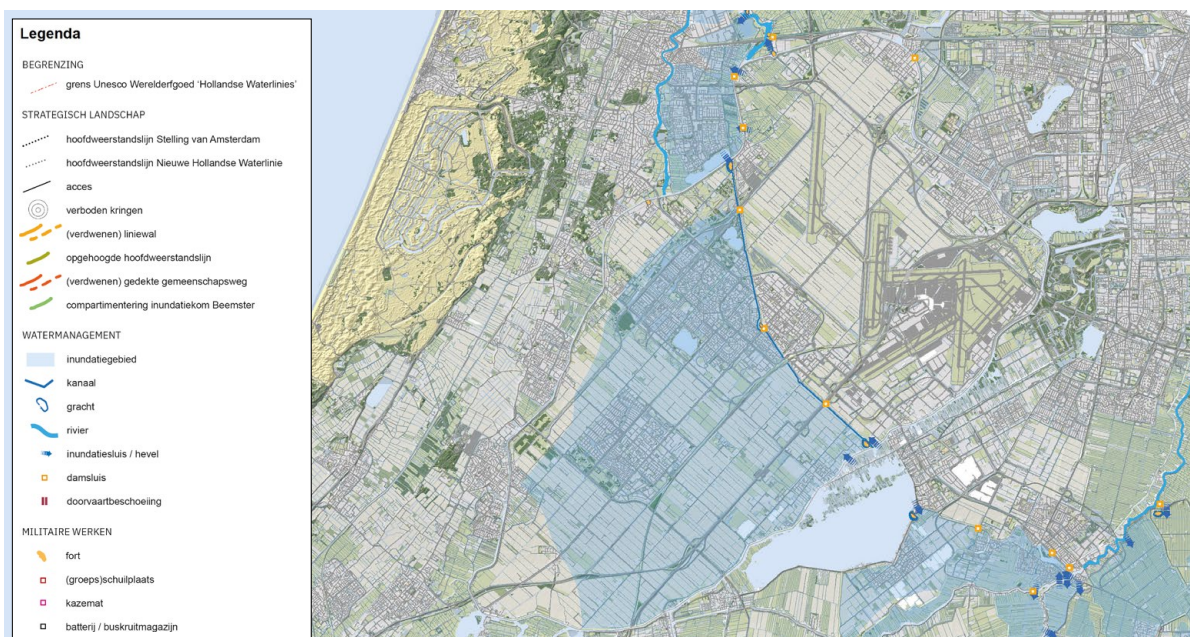 Legenda
BEGRENZING
grens Unesco Werelderfgoed 'Hollandse Waterlinies'
STRATEGISCH LANDSCHAP
hoofdweerstandslijn Stelling van Amsterdam
hoofdweerstandslijn Nieuwe Hollandse Waterlinie
acces
verboden kringen
(verdwenen) liniewal
opgehoogde hoofdweerstandslijn
(verdwenen) gedekte gemeenschapsweg
compartimentering inundatiekom Beemster
WATERMANAGEMENT
inundatiegebied
kanaal
gracht
rivier
inundatiesluis / hevel
damsluis
doorvaartbeschoeiing
MILITAIRE WERKEN
fort
(groeps)schuilplaats
kazemat
batterij / buskruitmagazijn